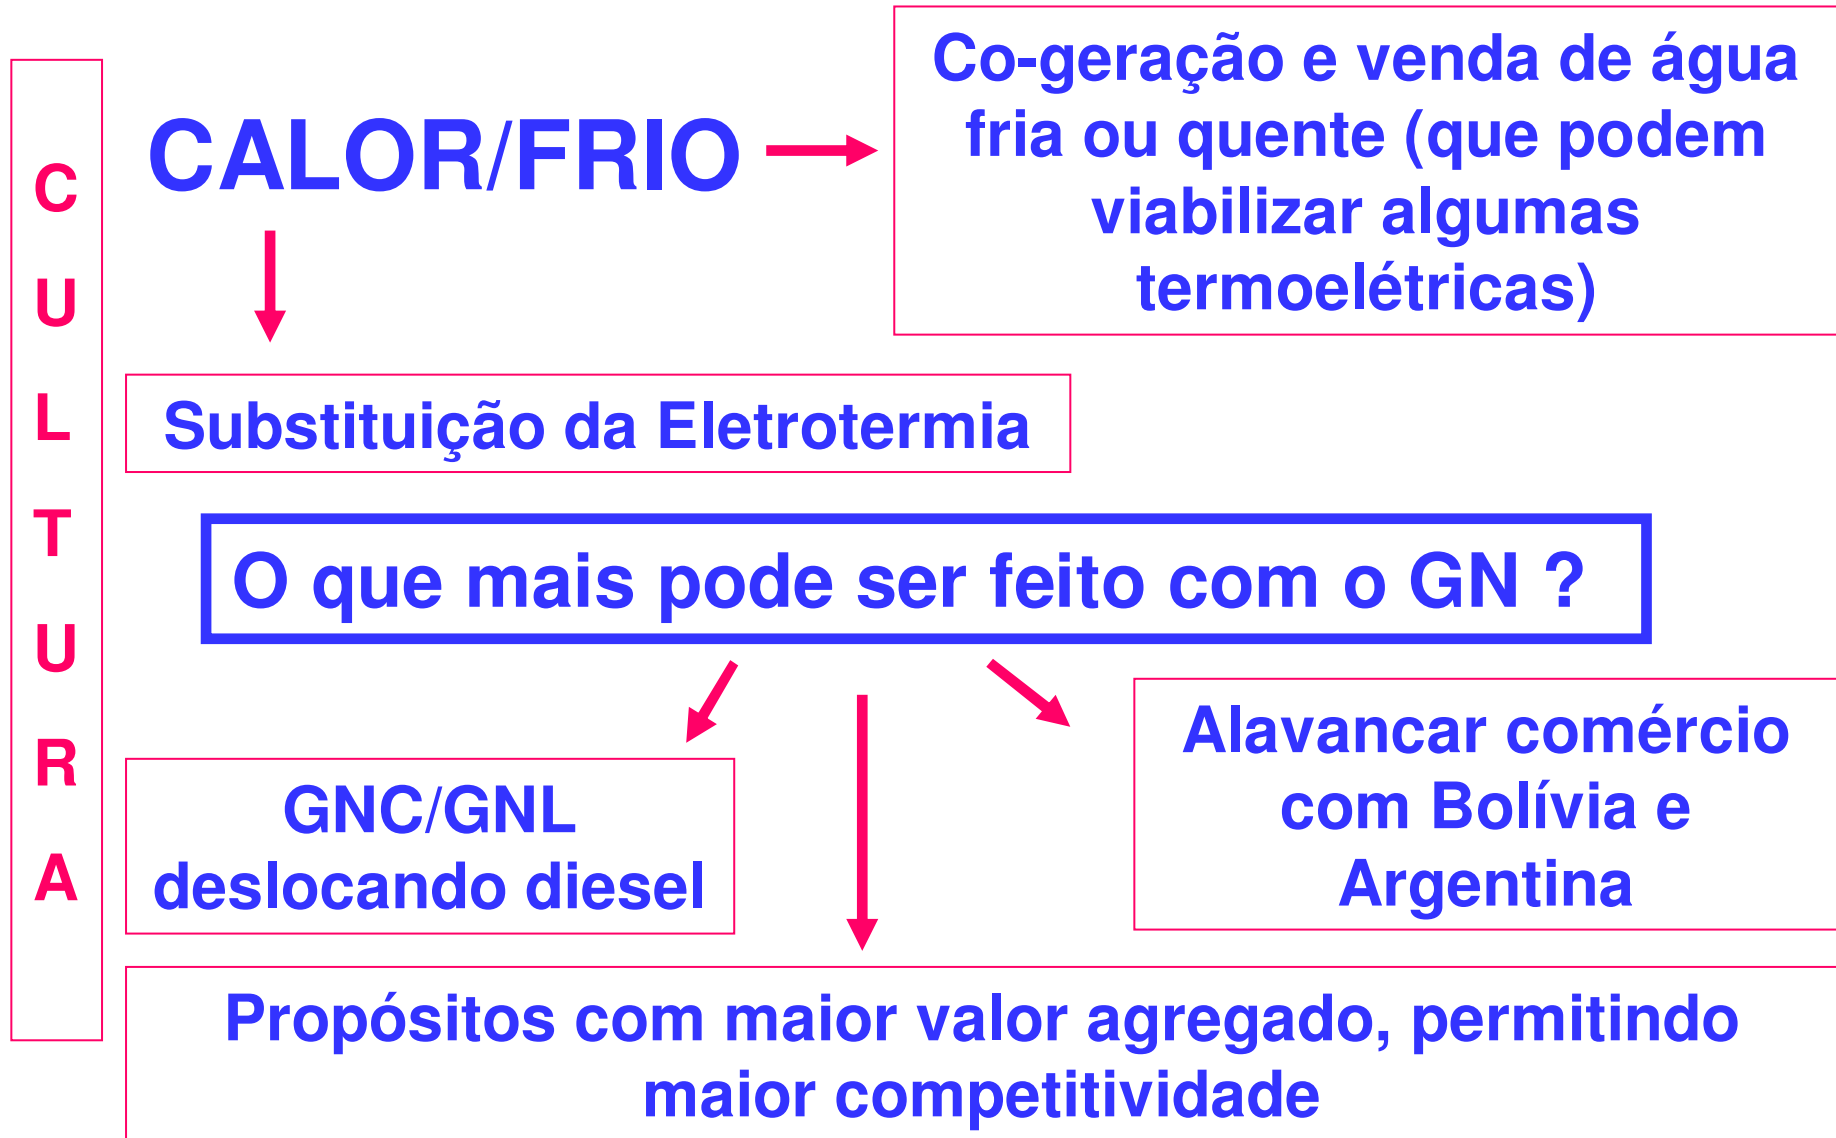 C
U
L
T
U
R
A
CALOR/FRIO
Co-geração e venda de água
fria ou quente (que podem
viabilizar algumas
termoelétricas)
Substituição da Eletrotermia
O que mais pode ser feito com o GN ?
GNC/GNL
deslocando diesel
Alavancar comércio
com Bolívia e
Argentina
Propósitos com maior valor agregado, permitindo
maior competitividade